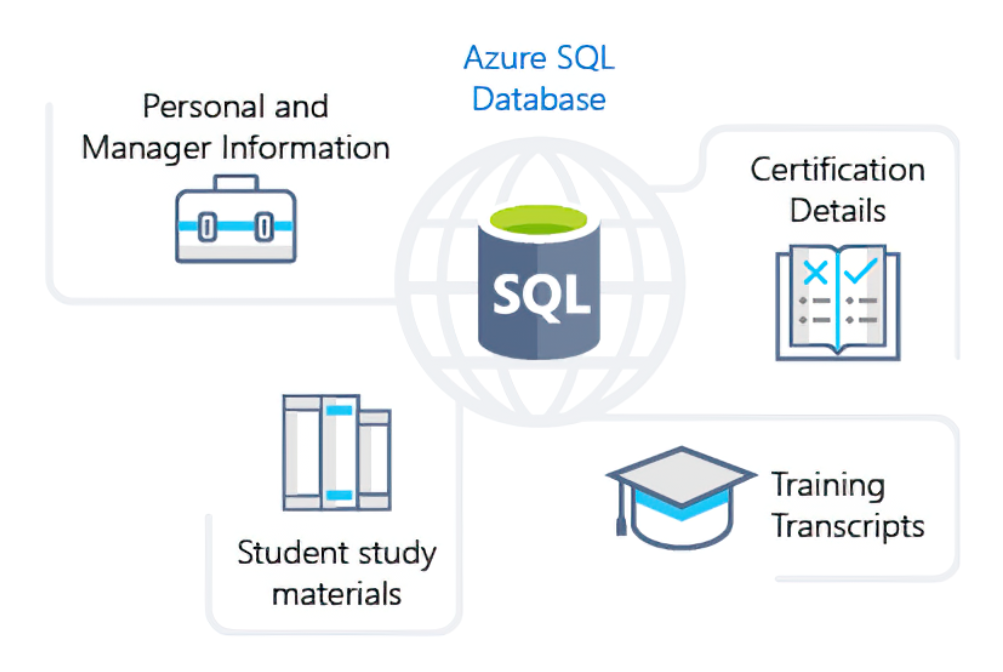 Azure SQL
Database
Personal and
Manager Information
Certification
Details
SQL
Student study
materials
Training
Transcripts